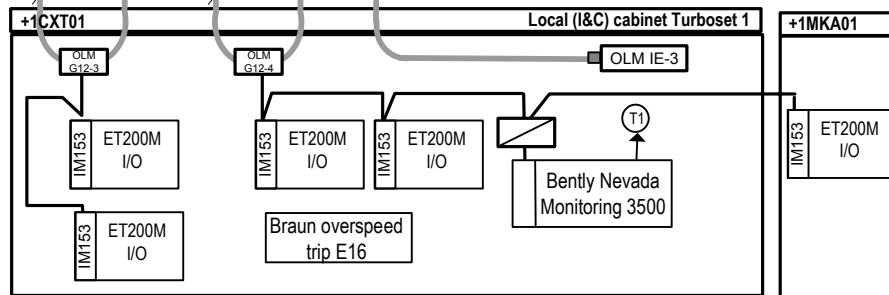 +1CXT01
Local (I&C) cabinet Turboset 1
+1MKA01
OLM
G12-3
OLM
G12-4
OLM IE-3
IM153
ET200M
I/O
IM153
ET200M
I/O
IM153
ET200M
I/O
T1
IM153
ET200M
I/O
Bently Nevada
Monitoring 3500
IM153
ET200M
I/O
Braun overspeed
trip E16